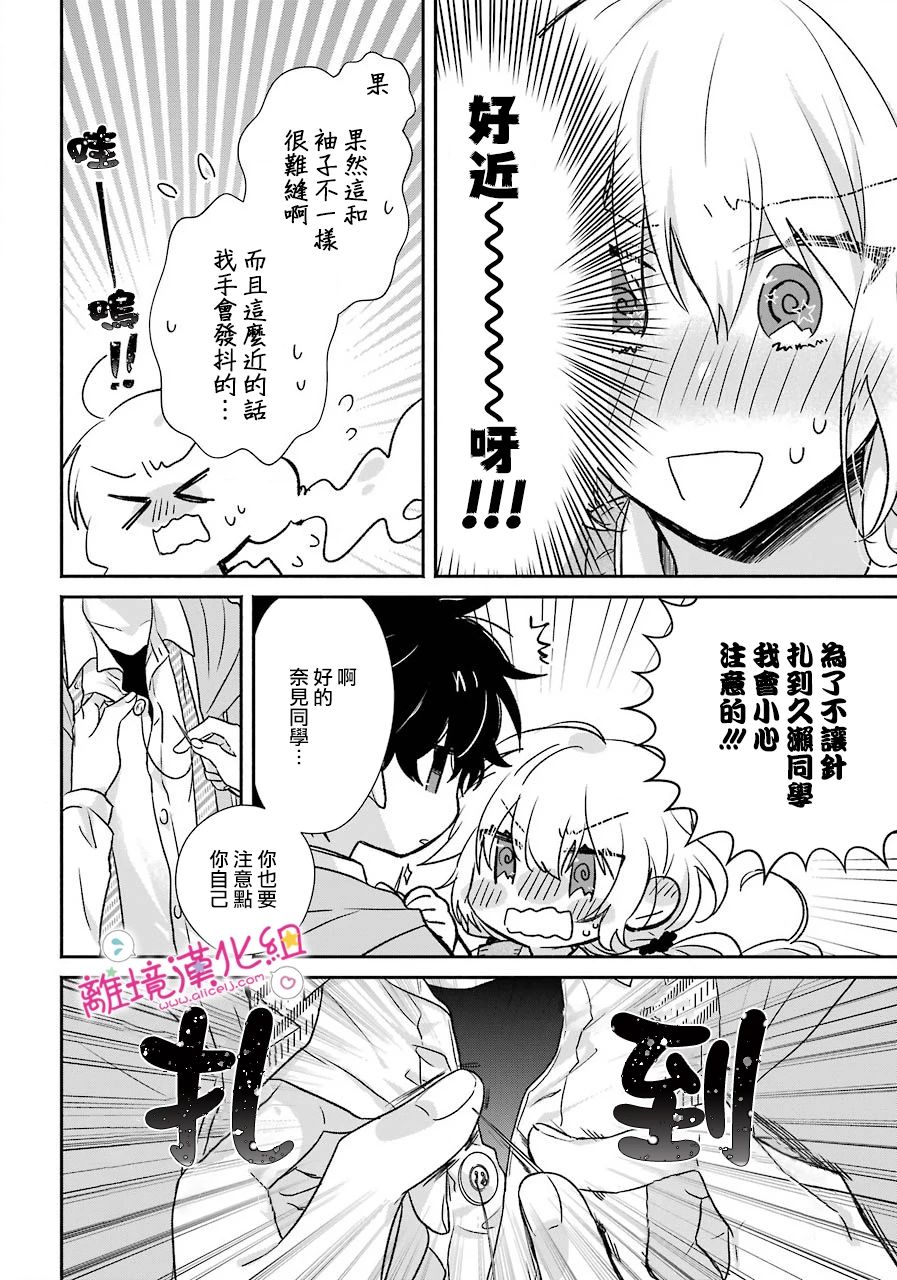 好近～～～呀!!!
果
果然這和
袖子不一樣
很難縫啊
而且這麼近的話
我手會發抖的…
哇——嗚!!
為了不讓針
扎到久瀨同學
我會小心
注意的!!!
啊
好的
奈見同學…
你也要
注意點
你自己
離境漢化組
www.alicelj.com
扎到